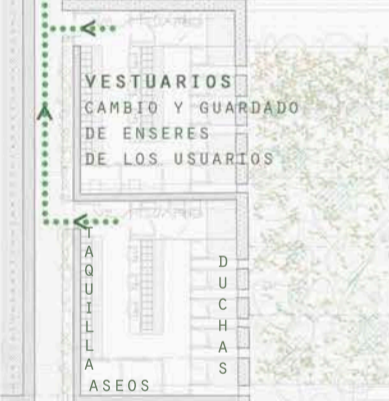 VESTUARIOS
CAMBIO Y GUARDADO
DE ENSERES
DE LOS USUARIOS
TAQUILLA
DUCHAS
ASEOS